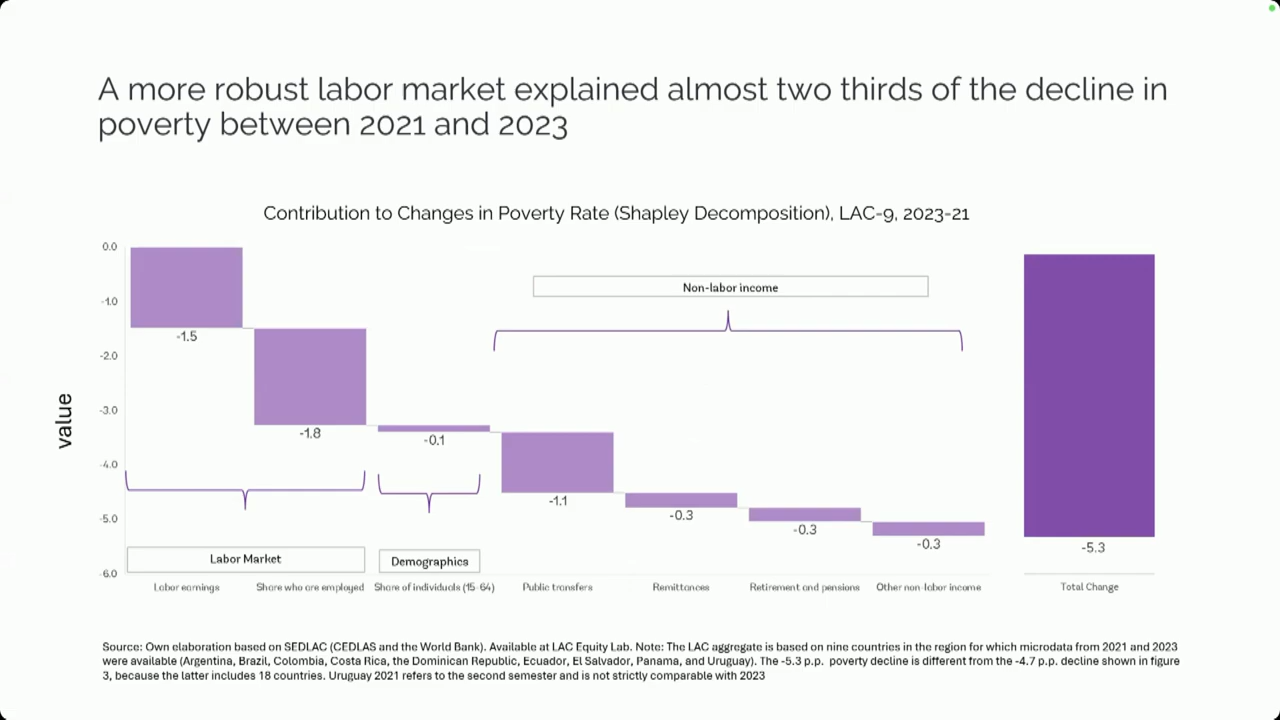 A more robust labor market explained almost two thirds of the decline in
poverty between 2021 and 2023
Contribution to Changes in Poverty Rate (Shapley Decomposition), LAC-9, 2023-21
value
0.0
-1.0
-2.0
-3.0
-4.0
-5.0
-6.0
-1.5
-1.8
-0.1
-1.1
-0.3
-0.3
-0.3
-5.3
Non-labor income
Labor Market
Demographics
Labor earnings
Share who are employed
Share of individuals (15-64)
Public transfers
Remittances
Retirement and pensions
Other non-labor income
Total Change
Source: Own elaboration based on SEDLAC (CEDLAS and the World Bank). Available at LAC Equity Lab. Note: The LAC aggregate is based on nine countries in the region for which microdata from 2021 and 2023
were available (Argentina, Brazil, Colombia, Costa Rica, the Dominican Republic, Ecuador, El Salvador, Panama, and Uruguay). The -5.3 p.p. poverty decline is different from the -4.7 p.p. decline shown in figure
3, because the latter includes 18 countries. Uruguay 2021 refers to the second semester and is not strictly comparable with 2023